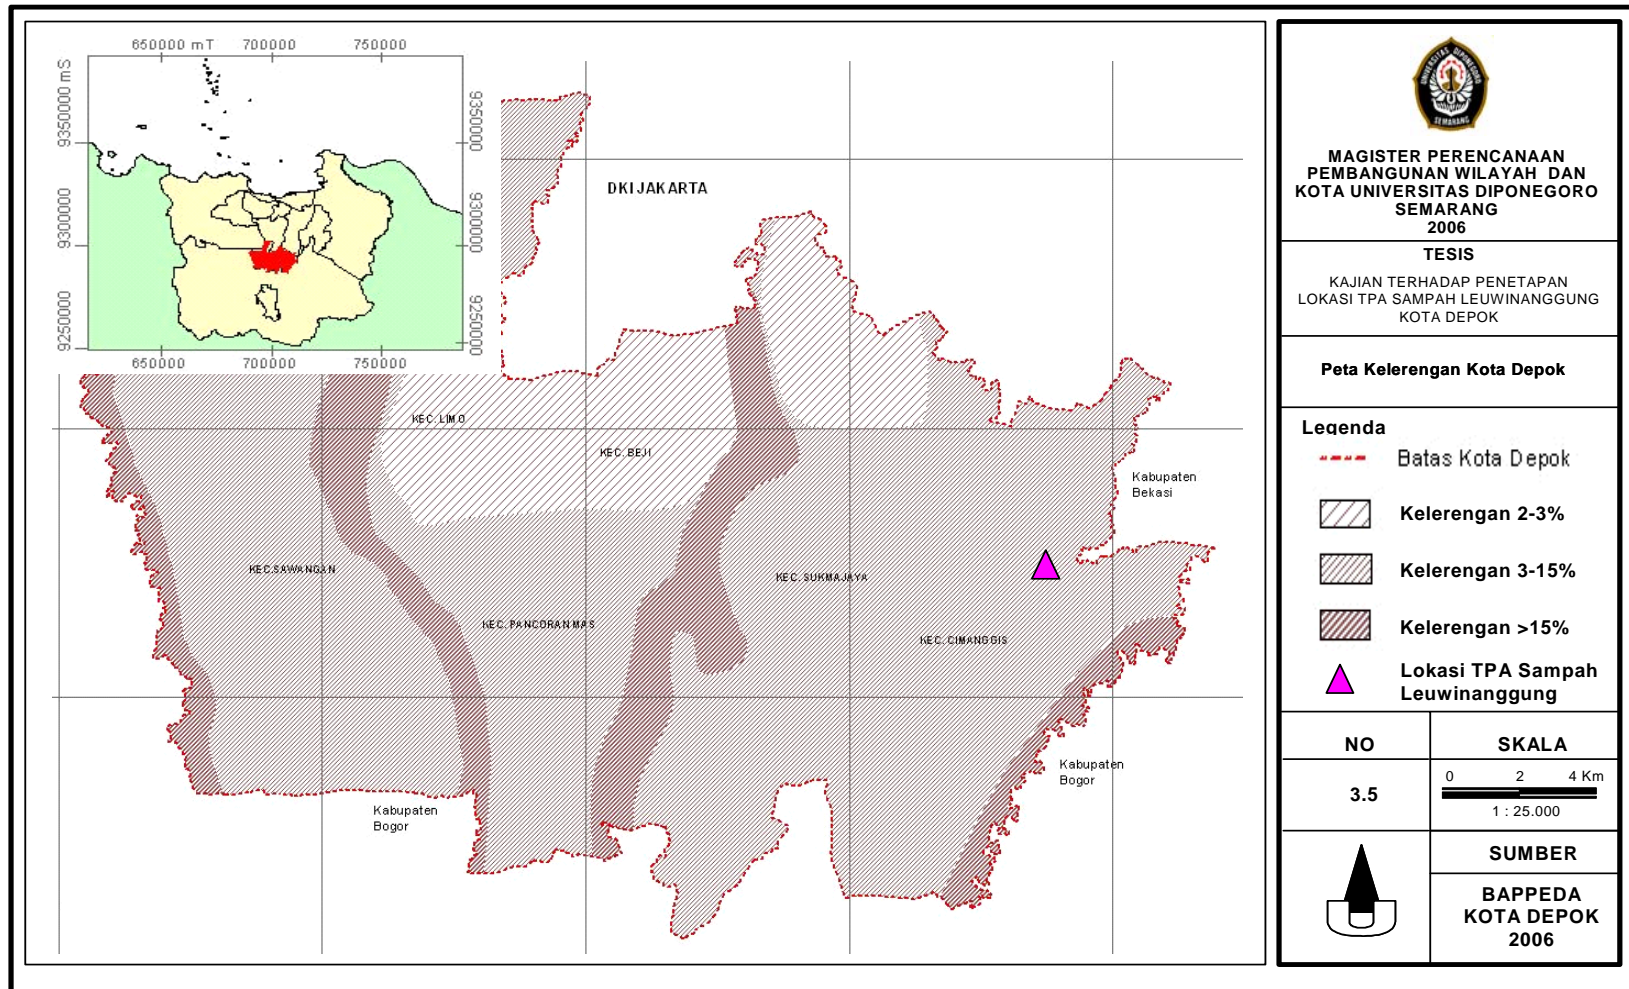 650000 mT 700000 750000
9350000 mS
9300000
9250000
9350000
9300000
9250000
650000 700000 750000
DKI JAKARTA
KEC. LIMO
KEC. BEJI
Kabupaten
Bekasi
KEC.SAWANGAN
KEC. SUKMAJAYA
KEC. PANCORAN MAS
KEC. CIMANGGIS
Kabupaten
Bogor
Kabupaten
Bogor
UNIVERSITAS DIPONEGORO
SEMARANG
MAGISTER PERENCANAAN
PEMBANGUNAN WILAYAH DAN
KOTA UNIVERSITAS DIPONEGORO
SEMARANG
2006
TESIS
KAJIAN TERHADAP PENETAPAN
LOKASI TPA SAMPAH LEUWINANGGUNG
KOTA DEPOK
Peta Kelerengan Kota Depok
Legenda
Batas Kota Depok
Kelerengan 2-3%
Kelerengan 3-15%
Kelerengan >15%
Lokasi TPA Sampah
Leuwinanggung
NO
3.5
SKALA
0 2 4 Km
1 : 25.000
SUMBER
BAPPEDA
KOTA DEPOK
2006